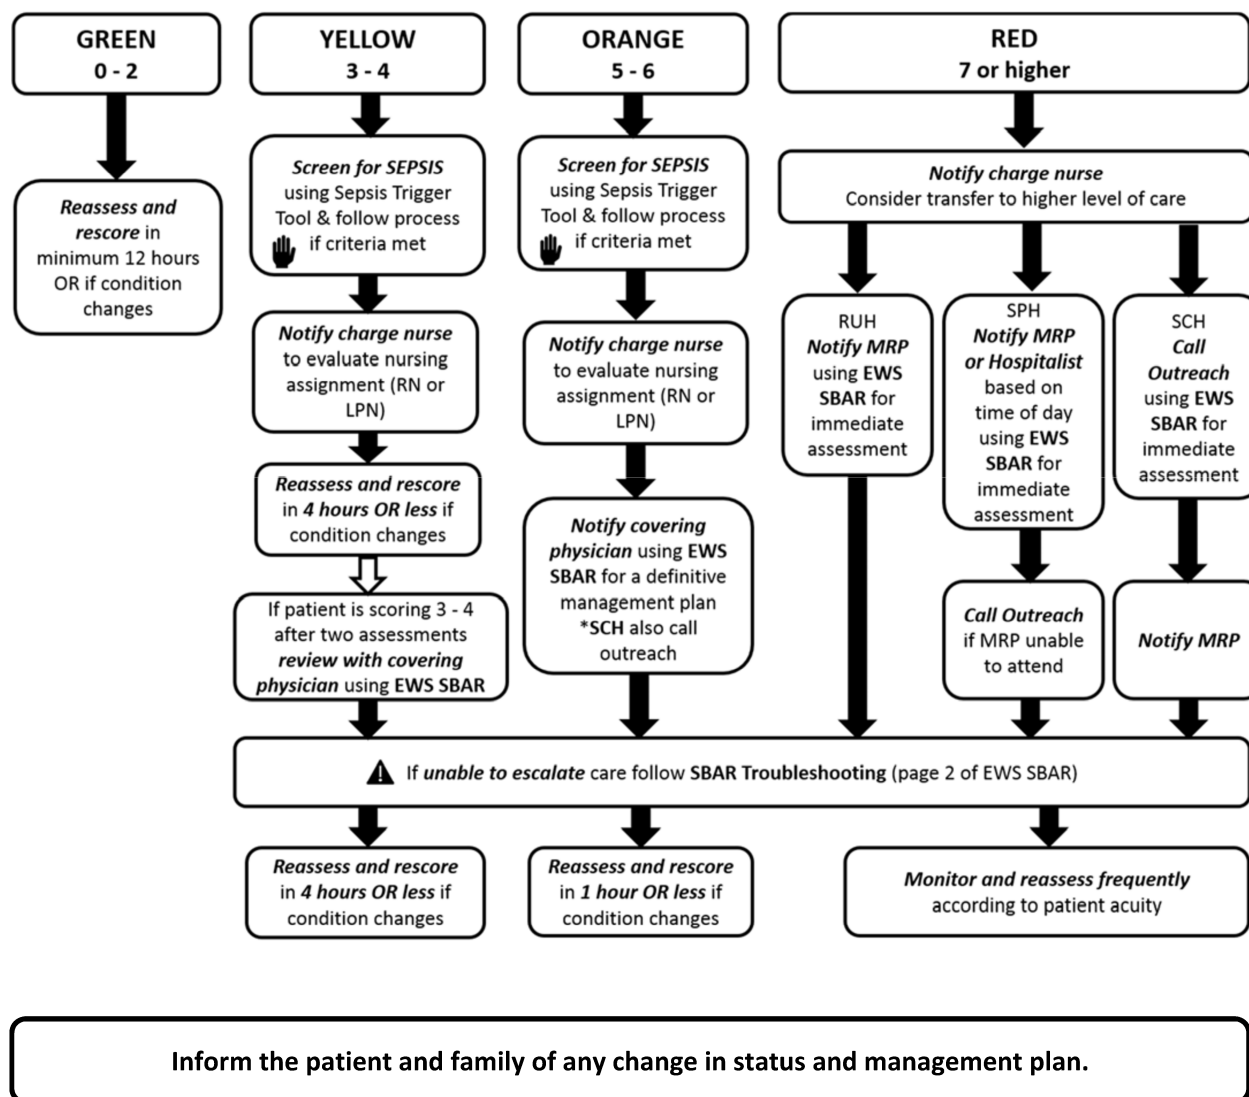 GREEN
0 - 2
Reassess and
rescore in
minimum 12 hours
OR if condition
changes
YELLOW
3 - 4
Screen for SEPSIS
using Sepsis Trigger
Tool & follow process
if criteria met
Notify charge nurse
to evaluate nursing
assignment (RN or
LPN)
Reassess and rescore
in 4 hours OR less if
condition changes
If patient is scoring 3 - 4
after two assessments
review with covering
physician using EWS SBAR
ORANGE
5 - 6
Screen for SEPSIS
using Sepsis Trigger
Tool & follow process
if criteria met
Notify charge nurse
to evaluate nursing
assignment (RN or
LPN)
Notify covering
physician using EWS
SBAR for a definitive
management plan
*SCH also call
outreach
RED
7 or higher
Notify charge nurse
Consider transfer to higher level of care
RUH
Notify MRP
using EWS
SBAR for
immediate
assessment
SPH
Notify MRP
or Hospitalist
based on
time of day
using EWS
SBAR for
immediate
assessment
Call Outreach
if MRP unable
to attend
SCH
Call
Outreach
using EWS
SBAR for
immediate
assessment
Notify MRP
If unable to escalate care follow SBAR Troubleshooting (page 2 of EWS SBAR)
Reassess and rescore
in 4 hours OR less if
condition changes
Reassess and rescore
in 1 hour OR less if
condition changes
Monitor and reassess frequently
according to patient acuity
Inform the patient and family of any change in status and management plan.